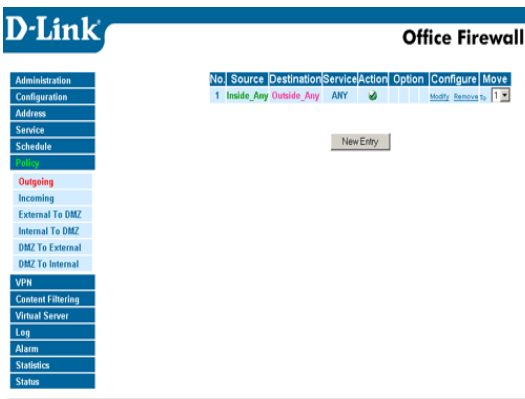 D-Link
Office Firewall
Administration
Configuration
Address
Service
Schedule
Policy
Outgoing
Incoming
External To DMZ
Internal To DMZ
DMZ To External
DMZ To Internal
VPN
Content Filtering
Virtual Server
Log
Alarm
Statistics
Status
No. Source Destination Service Action Option Configure Move
1 Inside_Any Outside_Any ANY Modify Remove To 1
New Entry